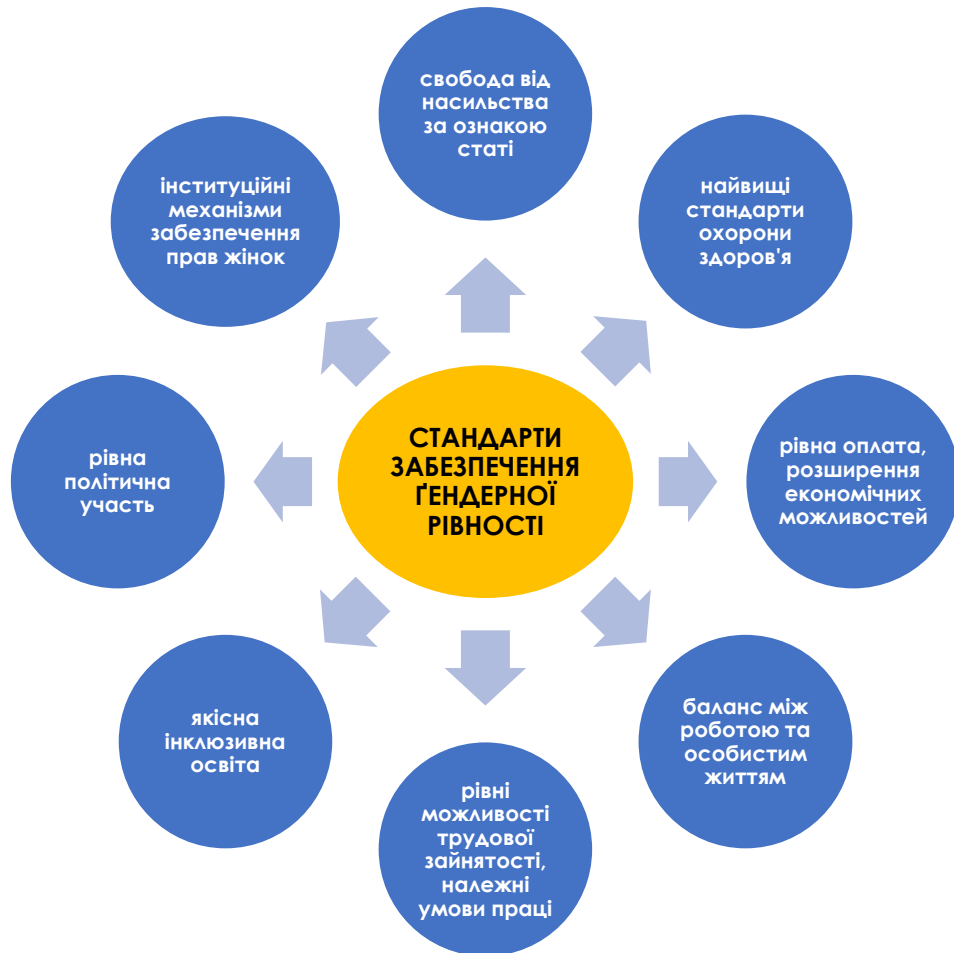 свобода від
насильства
за ознакою
статі
найвищі
стандарти
охорони
здоров'я
рівна оплата,
розширення
економічних
можливостей
баланс між
роботою та
особистим
життям
рівні
можливості
трудової
зайнятості,
належні
умови праці
якісна
інклюзивна
освіта
рівна
політична
участь
інституційні
механізми
забезпечення
прав жінок
СТАНДАРТИ
ЗАБЕЗПЕЧЕННЯ
ҐЕНДЕРНОЇ
РІВНОСТІ